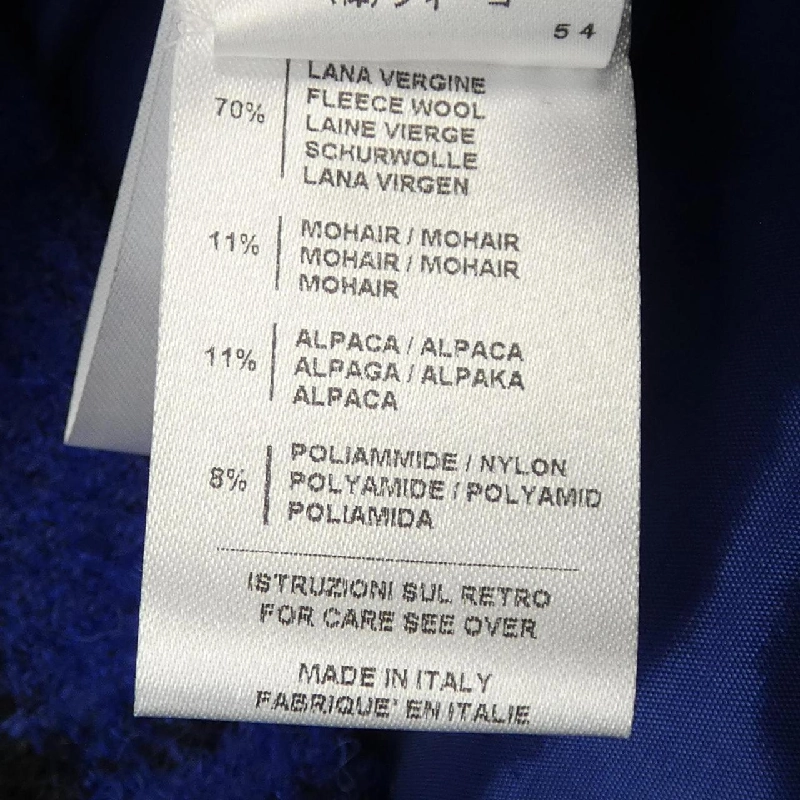 54
LANA VERGINE
FLEECE WOOL
70% LAINE VIERGE
SCHURWOLLE
LANA VIRGEN
MOHAIR / MOHAIR
11% MOHAIR / MOHAIR
MOHAIR
ALPACA / ALPACA
11% ALPAGA / ALPAKA
ALPACA
POLIAMMIDE / NYLON
8% POLYAMIDE / POLYAMID
POLIAMIDA
ISTRUZIONI SUL RETRO
FOR CARE SEE OVER
MADE IN ITALY
FABRIQUE' EN ITALIE